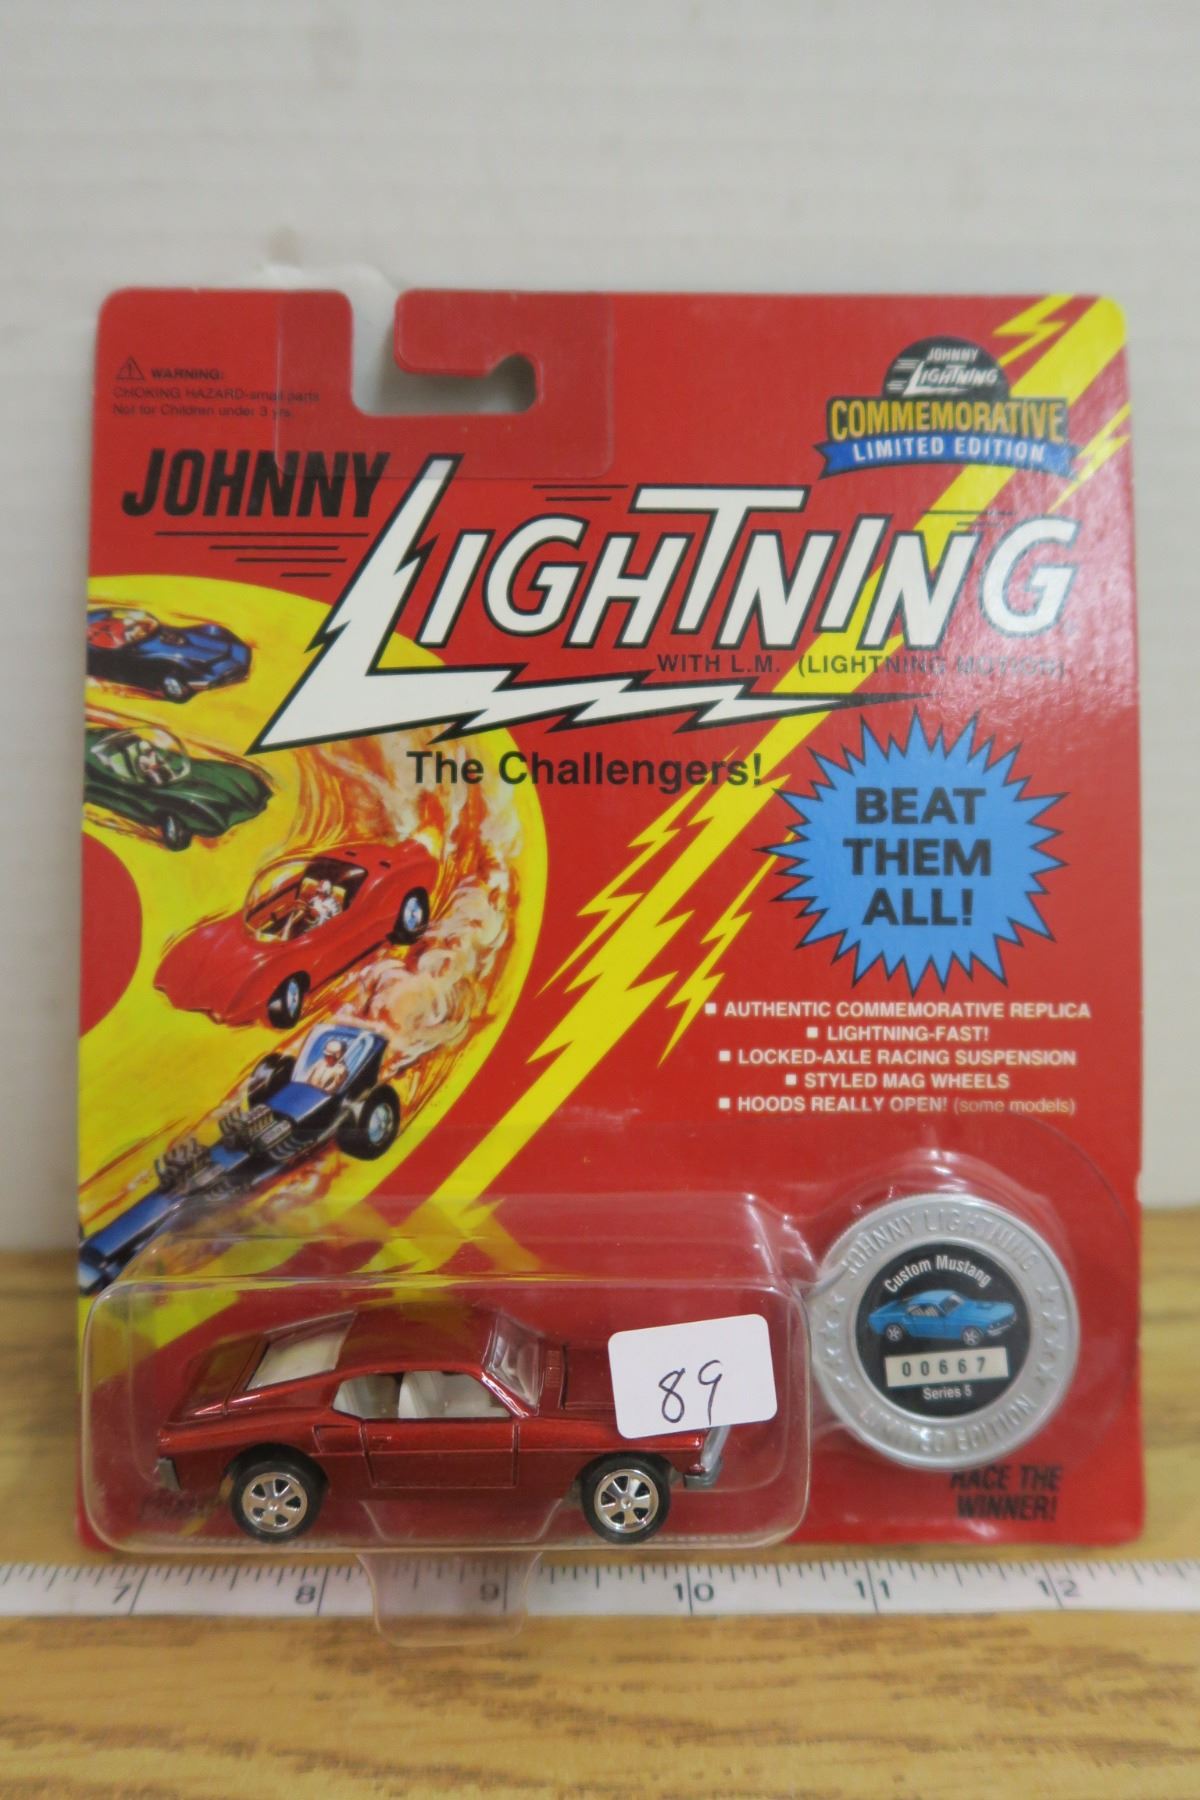 WARNING:
CHOKING HAZARD-small parts
Not for Children under 3 yrs.
JOHNNY
LIGHTNING
COMMEMORATIVE
LIMITED EDITION
JOHNNY
LIGHTNING
WITH L.M. (LIGHTNING MOTION)
The Challengers!
BEAT
THEM
ALL!
▪ AUTHENTIC COMMEMORATIVE REPLICA
▪ LIGHTNING-FAST!
▪ LOCKED-AXLE RACING SUSPENSION
▪ STYLED MAG WHEELS
▪ HOODS REALLY OPEN! (some models)
JOHNNY LIGHTNING
Custom Mustang
00667
Series 5
LIMITED EDITION
89
RACE THE
WINNER!
7 8 9 10 11 12